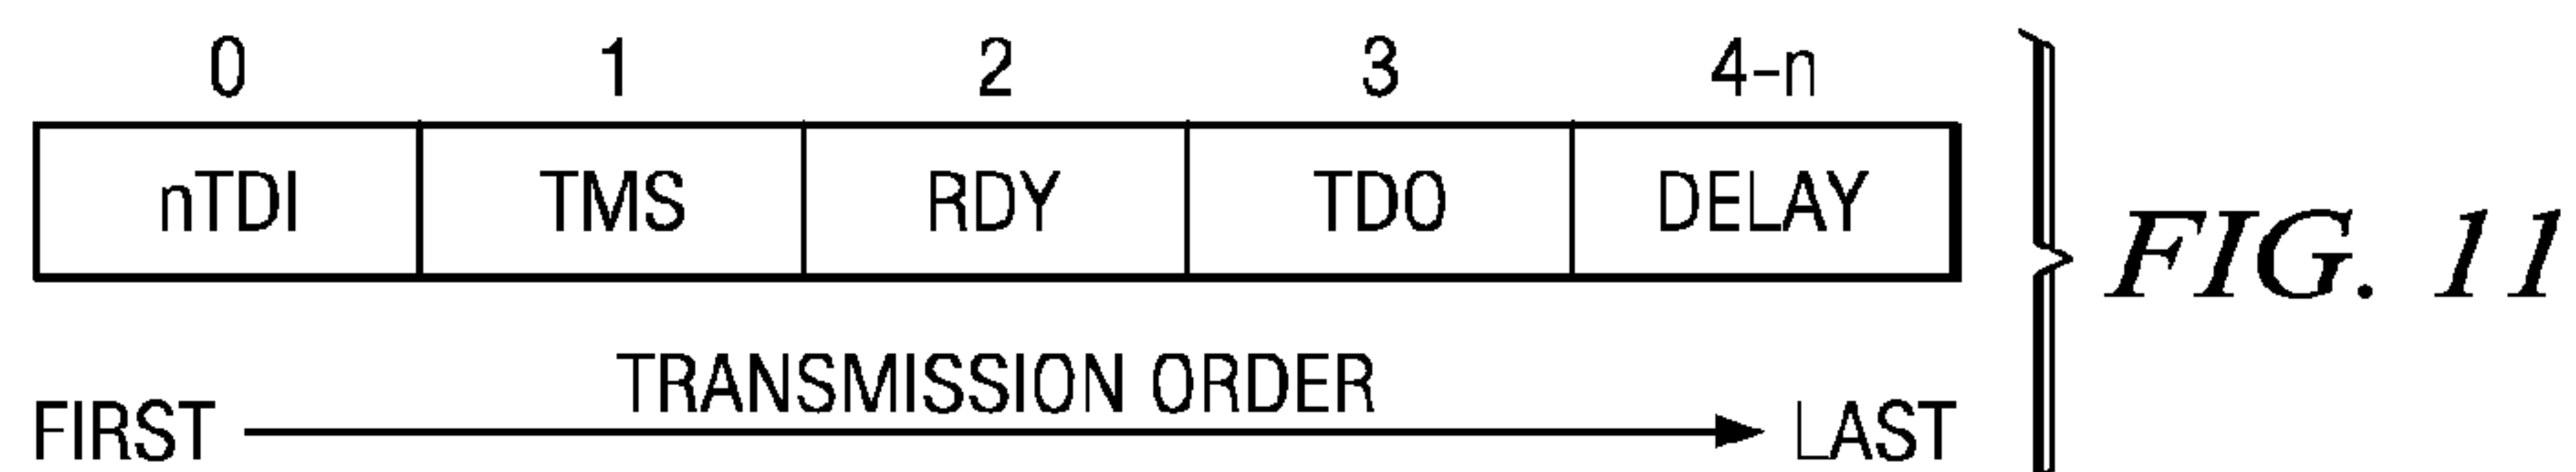 0 1 2 3 4-n
nTDI TMS RDY TDO DELAY
FIG. 11
TRANSMISSION ORDER
FIRST LAST